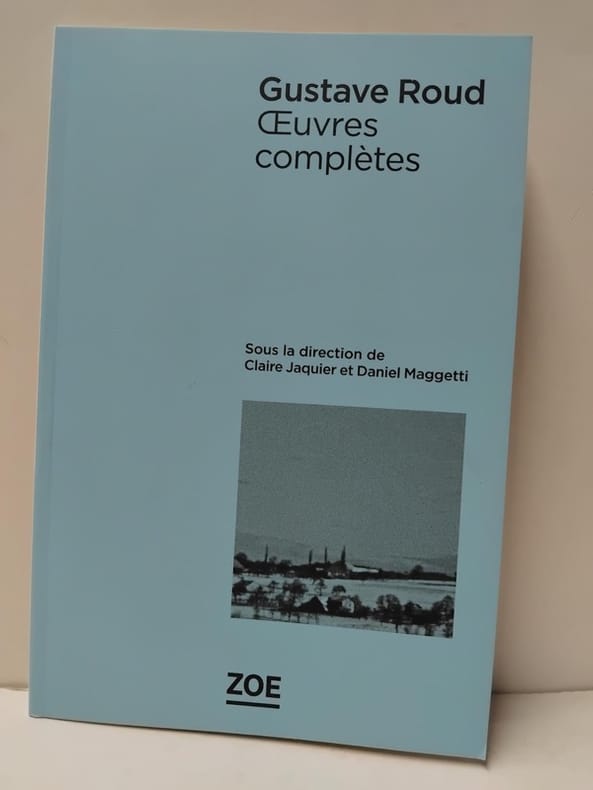 Gustave Roud
Œuvres
complètes
Sous la direction de
Claire Jaquier et Daniel Maggetti
ZOE